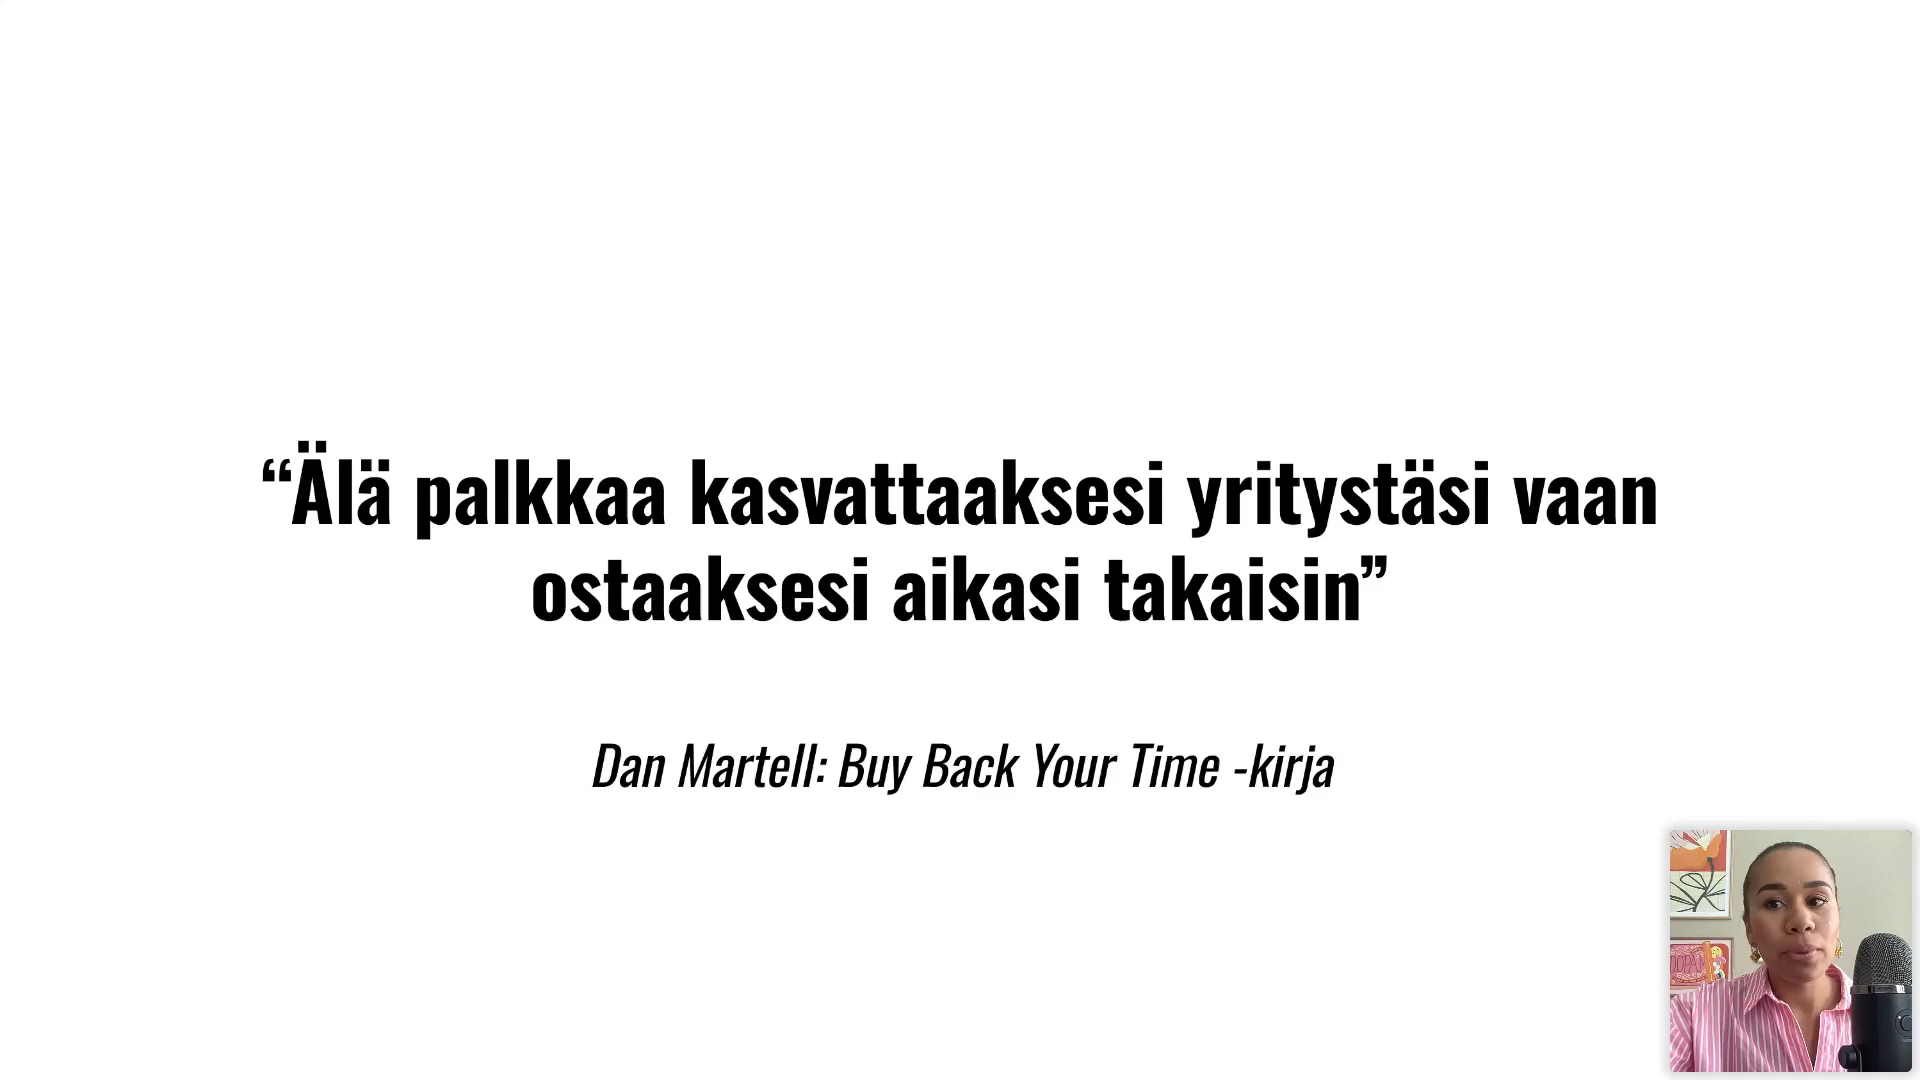 “Älä palkkaa kasvattaaksesi yritystäsi vaan
ostaaksesi aikasi takaisin”
Dan Martell: Buy Back Your Time -kirja